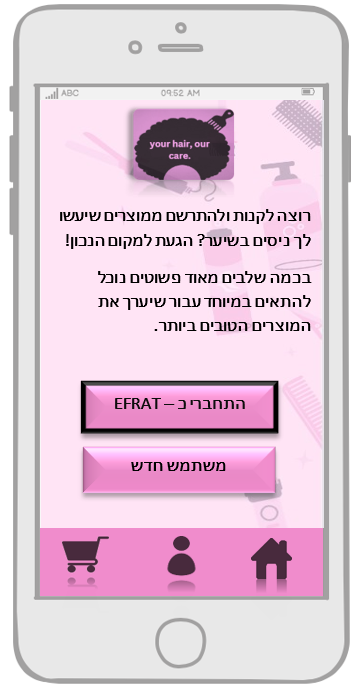 ABC
09:52 AM
your hair, our
care.
רוצה לקנות ולהתרשם ממוצרים שיעשו
לך ניסים בשיער? הגעת למקום הנכון!
בכמה שלבים מאוד פשוטים נוכל
להתאים במיוחד עבור שיערך את
המוצרים הטובים ביותר.
התחברי כ – EFRAT
משתמש חדש